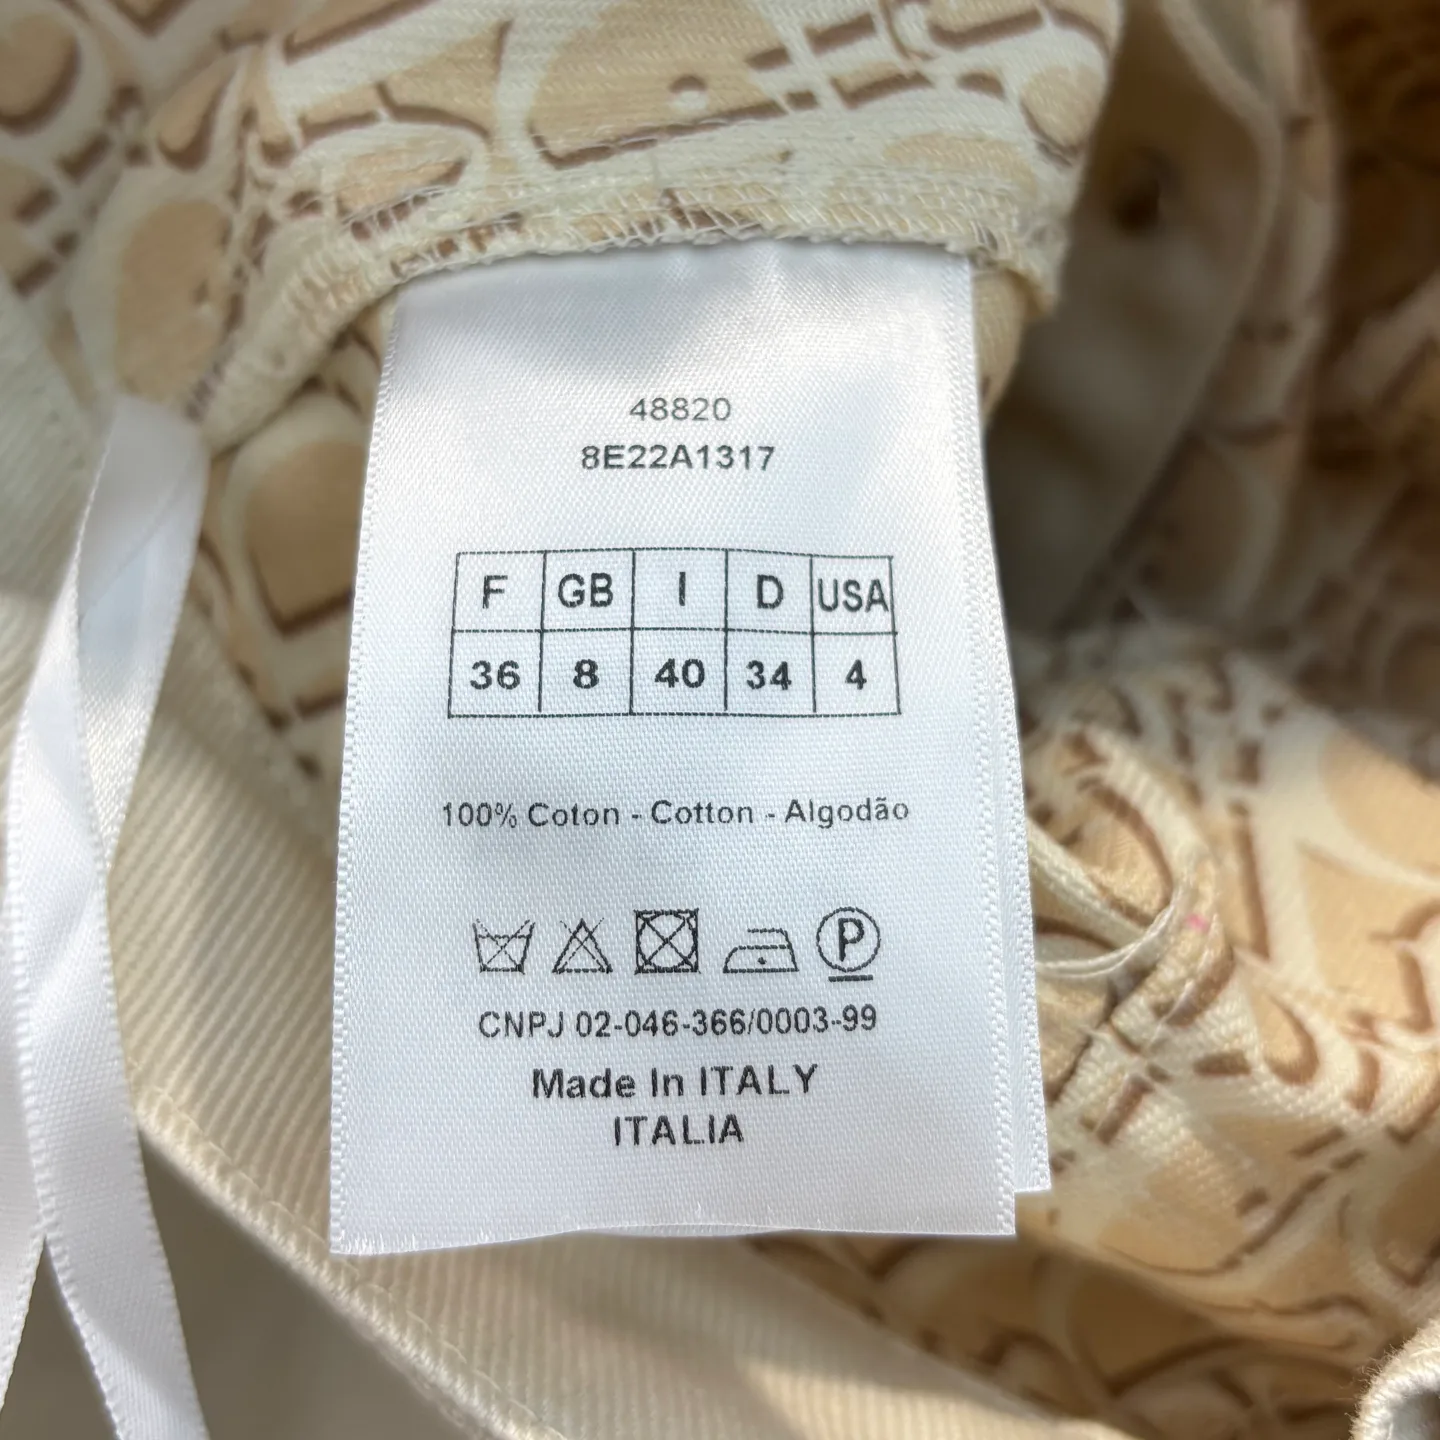 48820
8E22A1317
F GB I D USA
36 8 40 34 4
100% Coton - Cotton - Algodão
P
CNPJ 02-046-366/0003-99
Made In ITALY
ITALIA